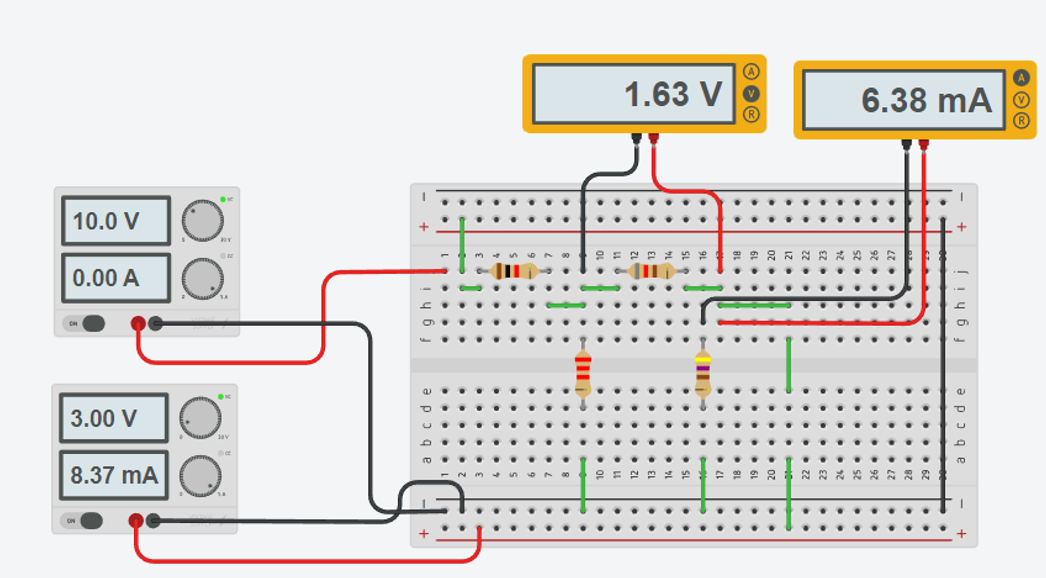 1.63 V
A
V
R
6.38 mA
A
V
R
10.0 V
0.00 A
ON
3.00 V
8.37 mA
ON
− −
+ +
1 2 3 4 5 6 7 8 9 10 11 12 13 14 15 16 17 18 19 20 21 22 23 24 25 26 27 28 29 30
j j
i i
h h
g g
f f
e e
d d
c c
b b
a a
1 2 3 4 5 6 7 8 9 10 11 12 13 14 15 16 17 18 19 20 21 22 23 24 25 26 27 28 29 30
− −
+ +